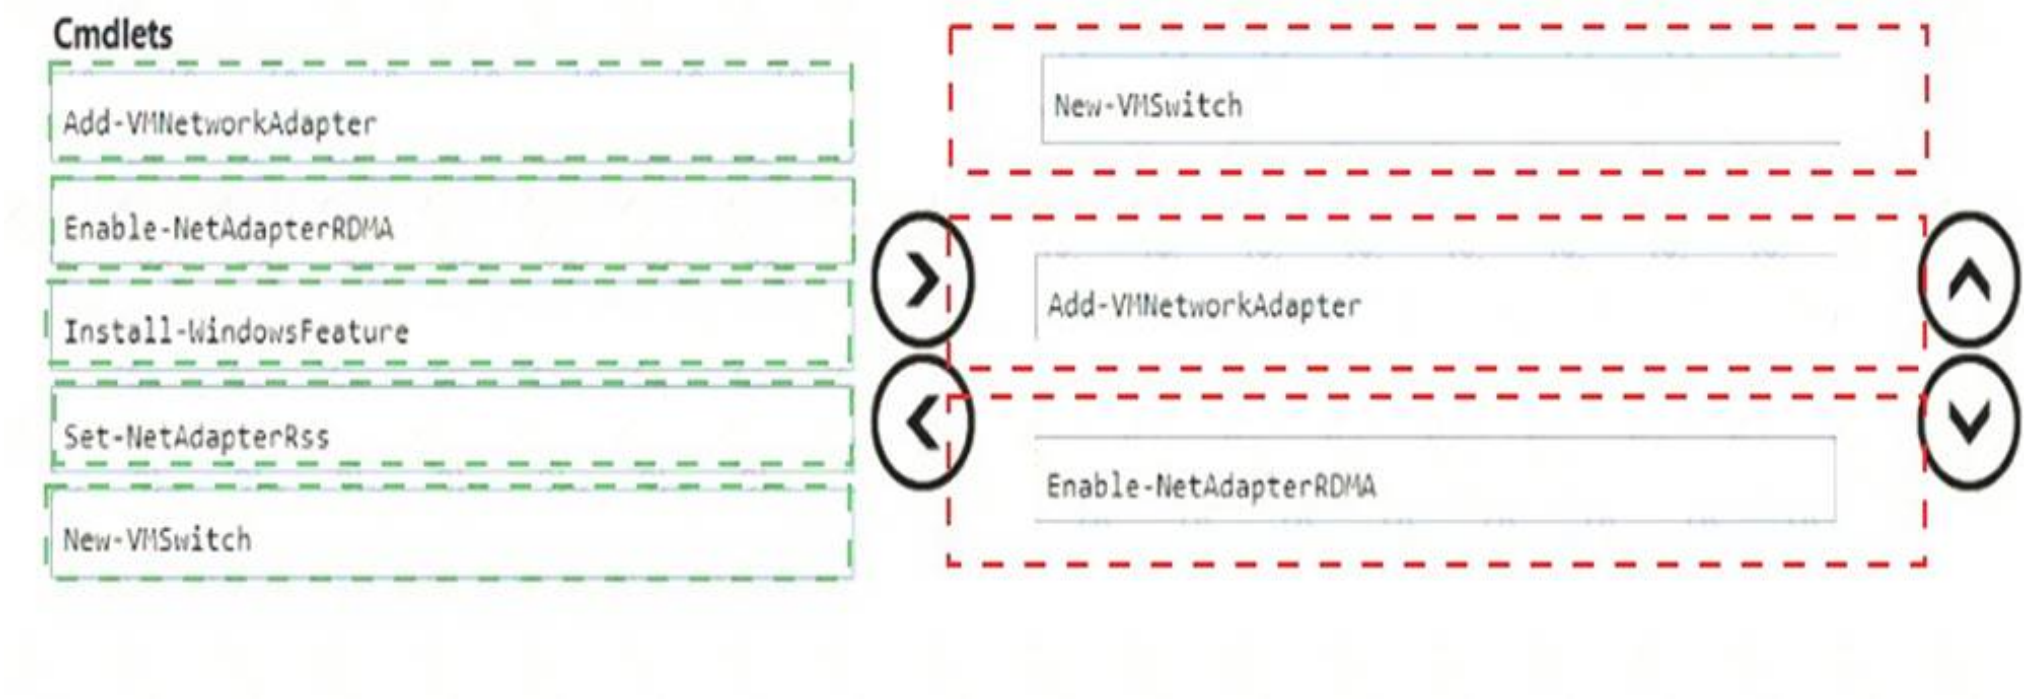 Cmdlets
Add-VMNetworkAdapter
Enable-NetAdapterRDMA
Install-WindowsFeature
Set-NetAdapterRss
New-VMSwitch
New-VMSwitch
Add-VMNetworkAdapter
Enable-NetAdapterRDMA